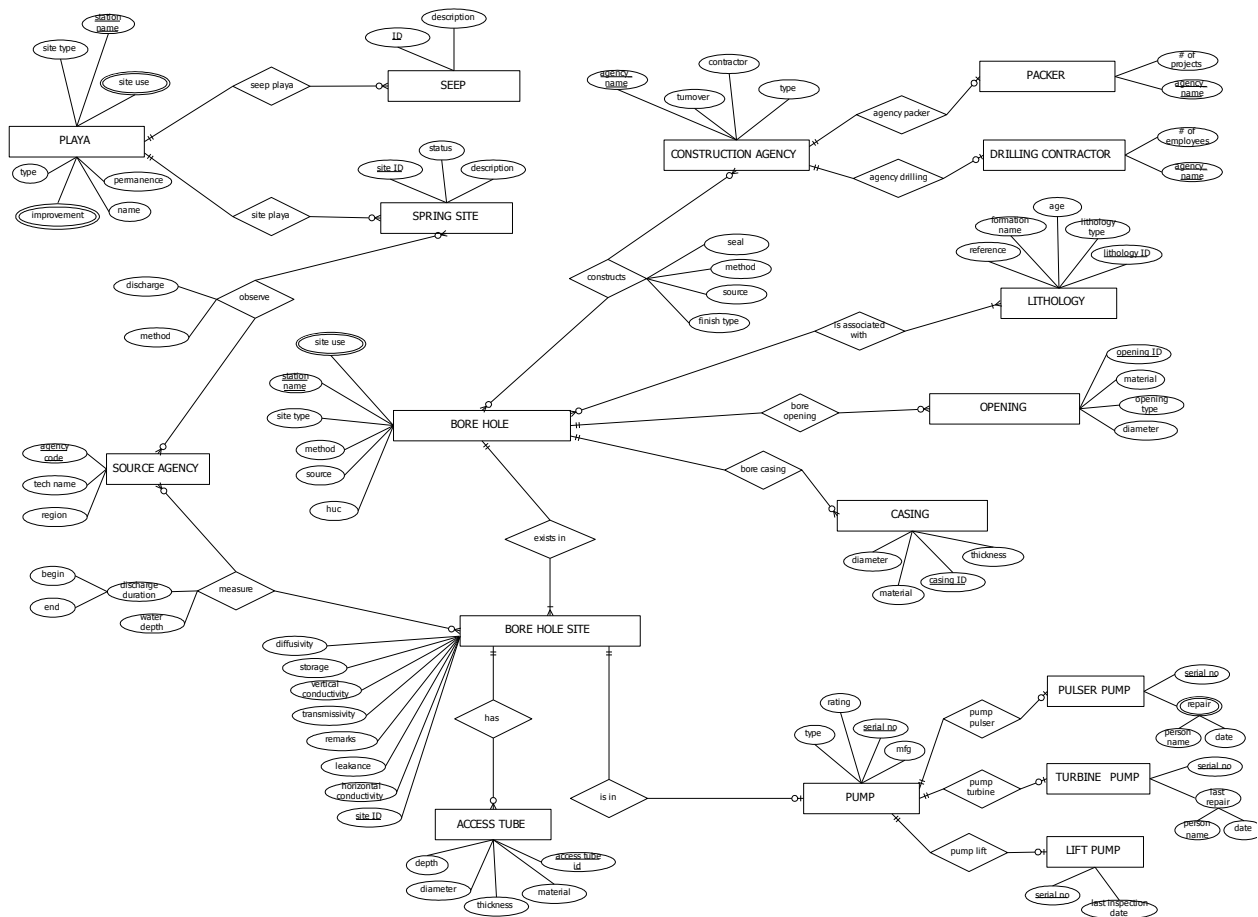 station
name
description
ID
site type
site use
seep playa
SEEP
PLAYA
type
permanence
improvement
name
site playa
status
site ID
description
SPRING SITE
contractor
agency_
name
turnover
type
CONSTRUCTION AGENCY
agency packer
PACKER
# of
projects
agency_
name
agency drilling
DRILLING CONTRACTOR
# of
employees
agency_
name
discharge
observe
method
constructs
seal
method
source
finish type
age
formation
name
lithology
type
reference
lithology ID
LITHOLOGY
is associated
with
site use
station
name
site type
method
source
huc
BORE HOLE
bore
opening
OPENING
opening ID
material
opening
type
diameter
bore casing
CASING
diameter
thickness
casing ID
material
agency
code
tech name
region
SOURCE AGENCY
exists in
begin
end
discharge
duration
water
depth
measure
BORE HOLE SITE
diffusivity
storage
vertical
conductivity
transmissivity
remarks
leakance
horizontal
conductivity
site ID
has
ACCESS TUBE
depth
diameter
thickness
material
access tube
id
is in
rating
type
serial no
mfg
PUMP
pump
pulser
PULSER PUMP
serial no
repair
person
name
date
pump
turbine
TURBINE PUMP
serial no
last
repair
person
name
date
pump lift
LIFT PUMP
serial no
last inspection
date